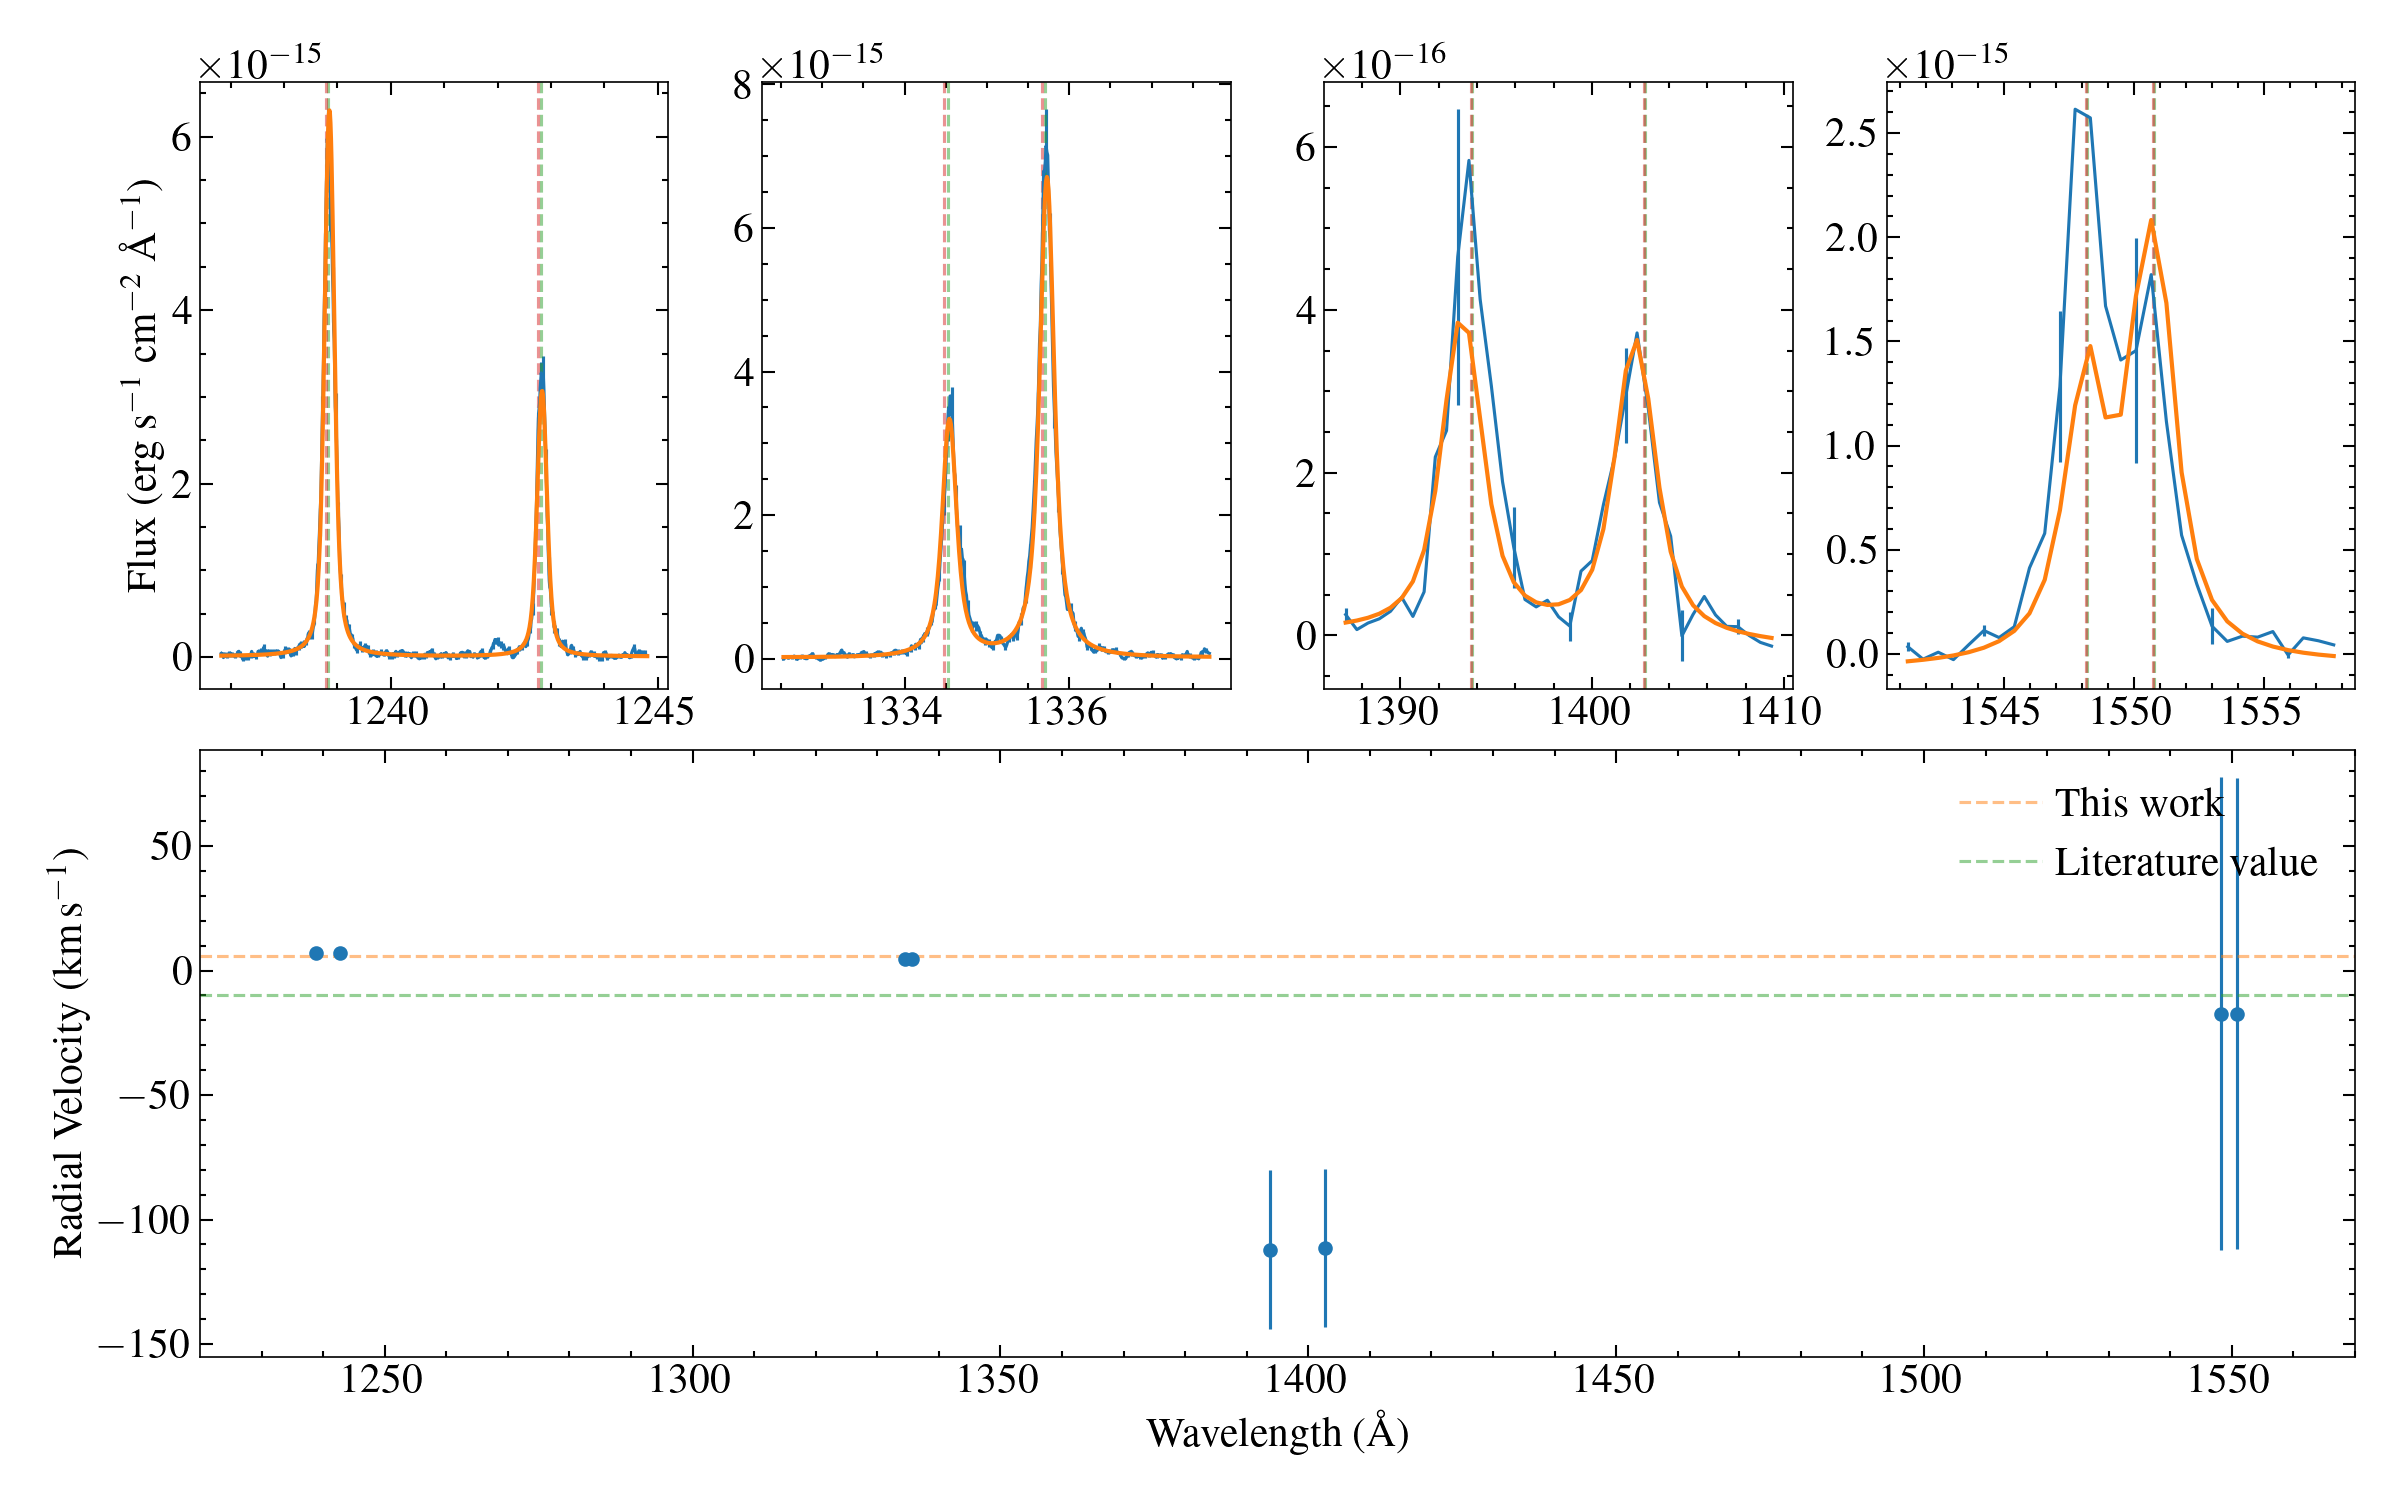 ×10⁻¹⁵ ×10⁻¹⁵ ×10⁻¹⁶ ×10⁻¹⁵
Flux (erg s⁻¹ cm⁻² Å⁻¹)
6
4
2
0
1240 1245
8
6
4
2
0
1334 1336
6
4
2
0
1390 1400 1410
2.5
2.0
1.5
1.0
0.5
0.0
1545 1550 1555
Radial Velocity (km s⁻¹)
50
0
−50
−100
−150
This work
Literature value
1250 1300 1350 1400 1450 1500 1550
Wavelength (Å)